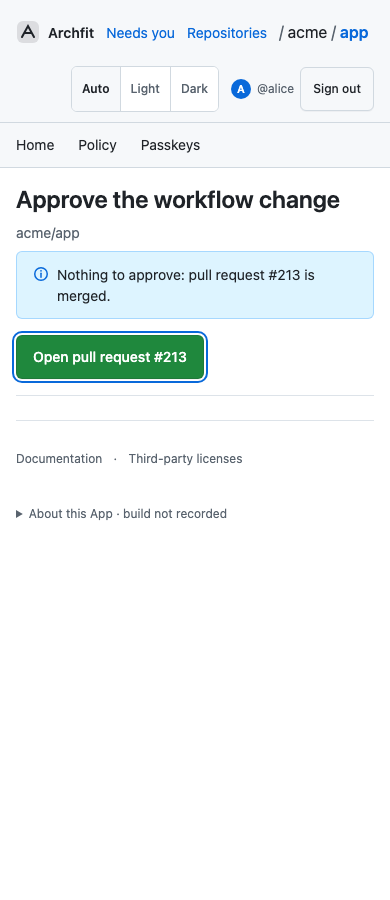 Archfit Needs you Repositories / acme / app
Auto Light Dark A @alice Sign out
Home Policy Passkeys
Approve the workflow change
acme/app
Nothing to approve: pull request #213 is
merged.
Open pull request #213
Documentation · Third-party licenses
About this App · build not recorded